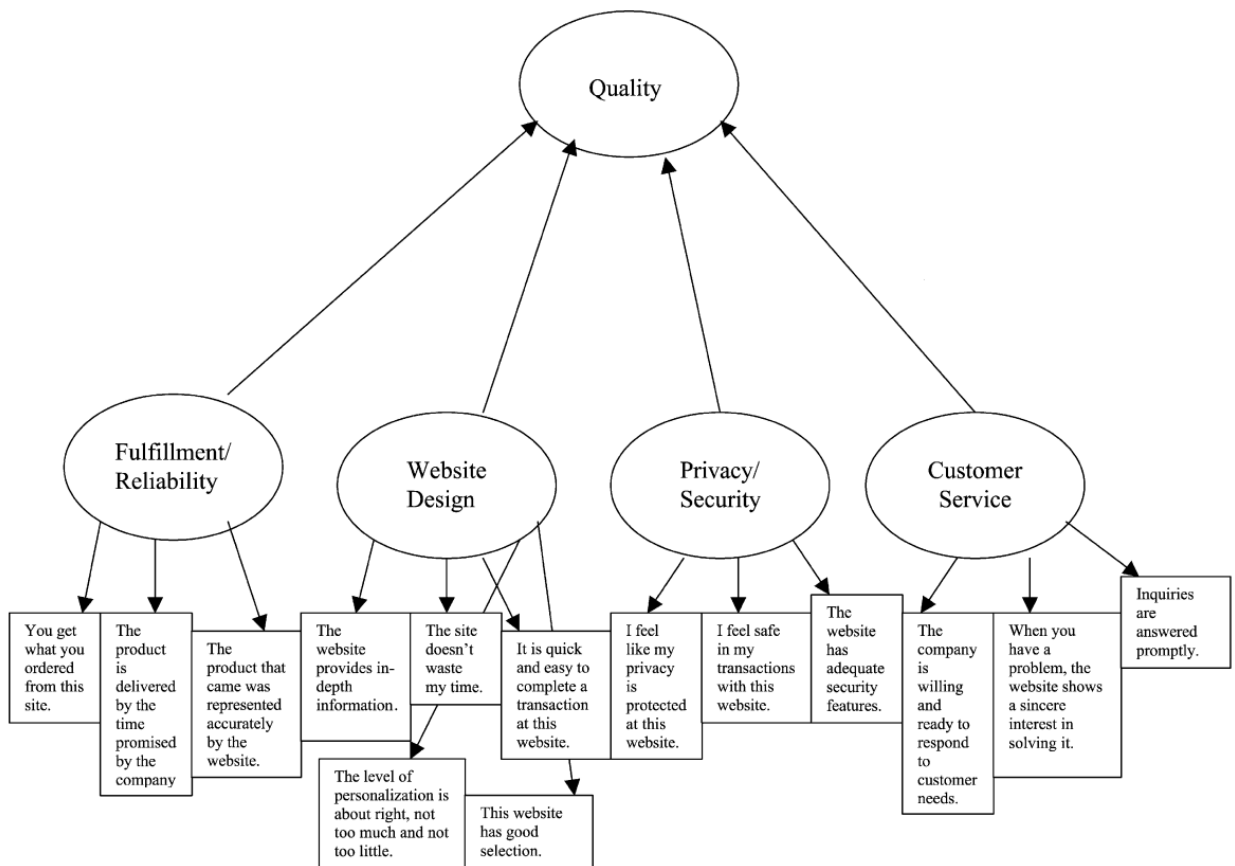 Quality
Fulfillment/
Reliability
Website
Design
Privacy/
Security
Customer
Service
You get
what you
ordered
from this
site.
The
product
is
delivered
by the
time
promised
by the
company
The
product that
came was
represented
accurately
by the
website.
The
website
provides in-
depth
information.
The site
doesn't
waste
my time.
It is quick
and easy to
complete a
transaction
at this
website.
The level of
personalization is
about right, not
too much and not
too little.
This website
has good
selection.
I feel
like my
privacy
is
protected
at this
website.
I feel safe
in my
transactions
with this
website.
The
website
has
adequate
security
features.
The
company
is
willing
and
ready to
respond
to
customer
needs.
When you
have a
problem, the
website shows
a sincere
interest in
solving it.
Inquiries
are
answered
promptly.